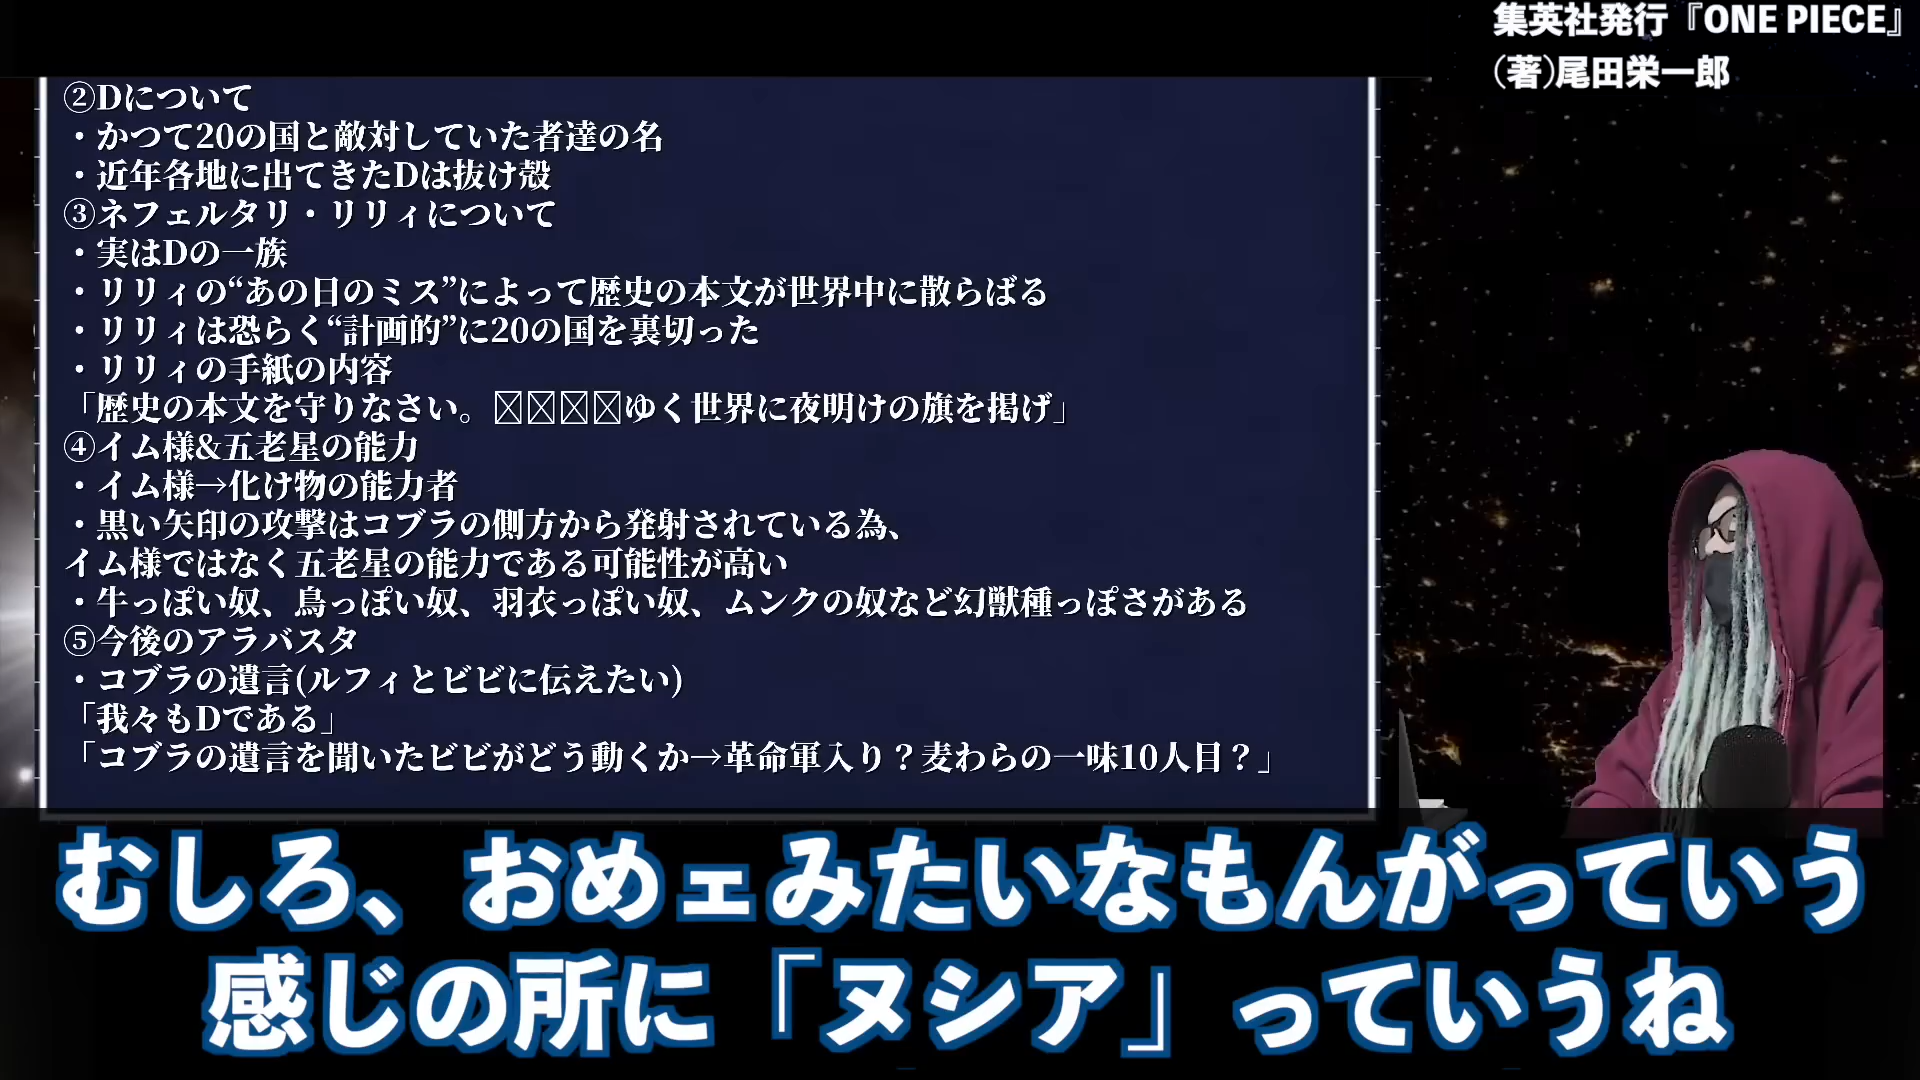 集英社発行『ONE PIECE』
(著)尾田栄一郎
②Dについて
・かつて20の国と敵対していた者達の名
・近年各地に出てきたDは抜け殻
③ネフェルタリ・リリィについて
・実はDの一族
・リリィの“あの日のミス”によって歴史の本文が世界中に散らばる
・リリィは恐らく“計画的”に20の国を裏切った
・リリィの手紙の内容
「歴史の本文を守りなさい。☒☒☒☒ゆく世界に夜明けの旗を掲げ」
④イム様&五老星の能力
・イム様→化け物の能力者
・黒い矢印の攻撃はコブラの側方から発射されている為、
イム様ではなく五老星の能力である可能性が高い
・牛っぽい奴、鳥っぽい奴、羽衣っぽい奴、ムンクの奴など幻獣種っぽさがある
⑤今後のアラバスタ
・コブラの遺言(ルフィとビビに伝えたい)
「我々もDである」
「コブラの遺言を聞いたビビがどう動くか→革命軍入り？麦わらの一味10人目？」
むしろ、おめェみたいなもんがっていう
感じの所に「ヌシア」っていうね